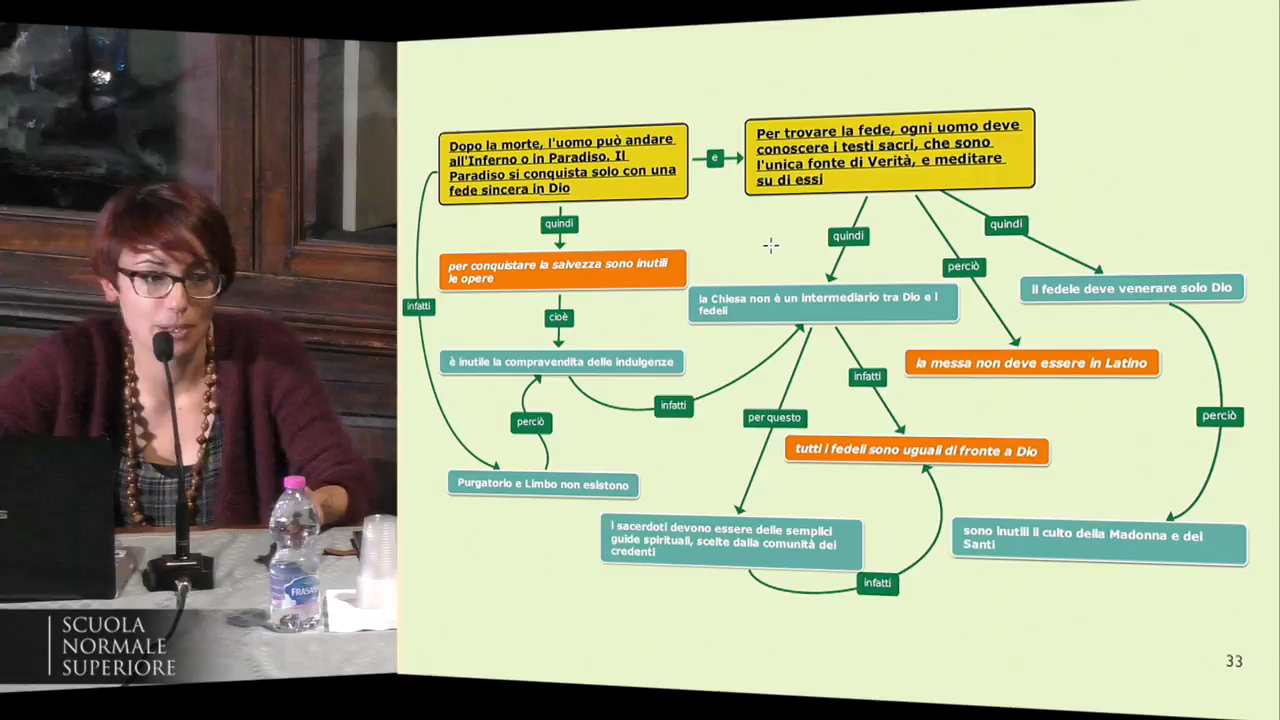 Dopo la morte, l'uomo può andare
all'Inferno o in Paradiso. Il
Paradiso si conquista solo con una
fede sincera in Dio
e
Per trovare la fede, ogni uomo deve
conoscere i testi sacri, che sono
l'unica fonte di Verità, e meditare
su di essi
quindi
quindi
perciò
quindi
per conquistare la salvezza sono inutili
le opere
infatti
cioè
la Chiesa non è un intermediario tra Dio e i
fedeli
Il fedele deve venerare solo Dio
è inutile la compravendita delle indulgenze
infatti
la messa non deve essere in Latino
infatti
perciò
per questo
perciò
tutti i fedeli sono uguali di fronte a Dio
Purgatorio e Limbo non esistono
I sacerdoti devono essere delle semplici
guide spirituali, scelte dalla comunità dei
credenti
sono inutili il culto della Madonna e dei
Santi
infatti
33
FRASASSI
SCUOLA
NORMALE
SUPERIORE